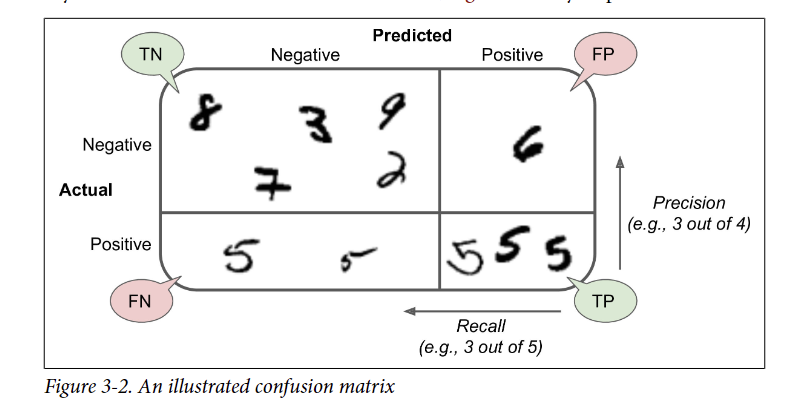 Predicted
TN
Negative
Positive
FP
8
3
9
6
Negative
7
2
Actual
Precision
(e.g., 3 out of 4)
Positive
5
5
5
5
5
FN
TP
Recall
(e.g., 3 out of 5)
Figure 3-2. An illustrated confusion matrix